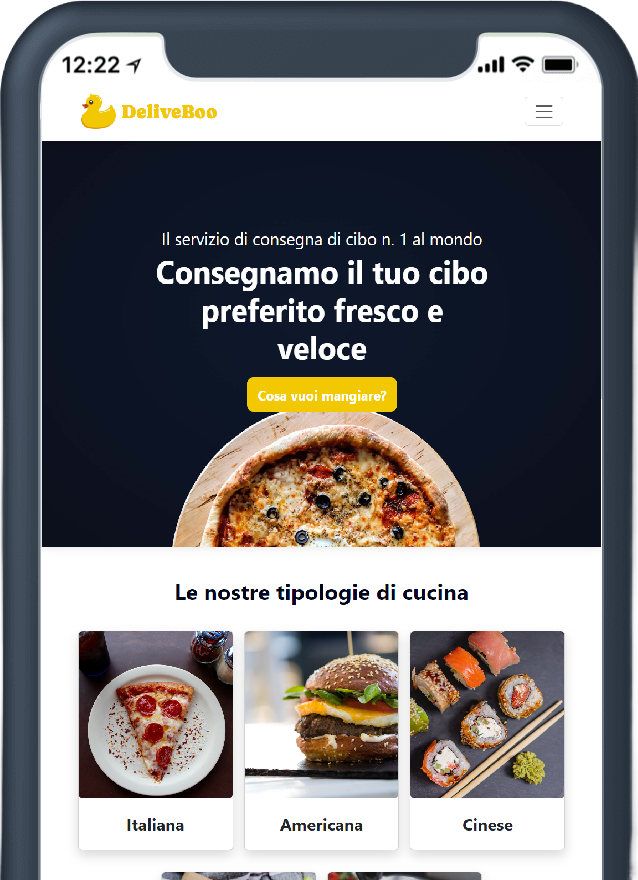 12:22
DeliveBoo
Il servizio di consegna di cibo n. 1 al mondo
Consegnamo il tuo cibo
preferito fresco e
veloce
Cosa vuoi mangiare?
Le nostre tipologie di cucina
Italiana
Americana
Cinese